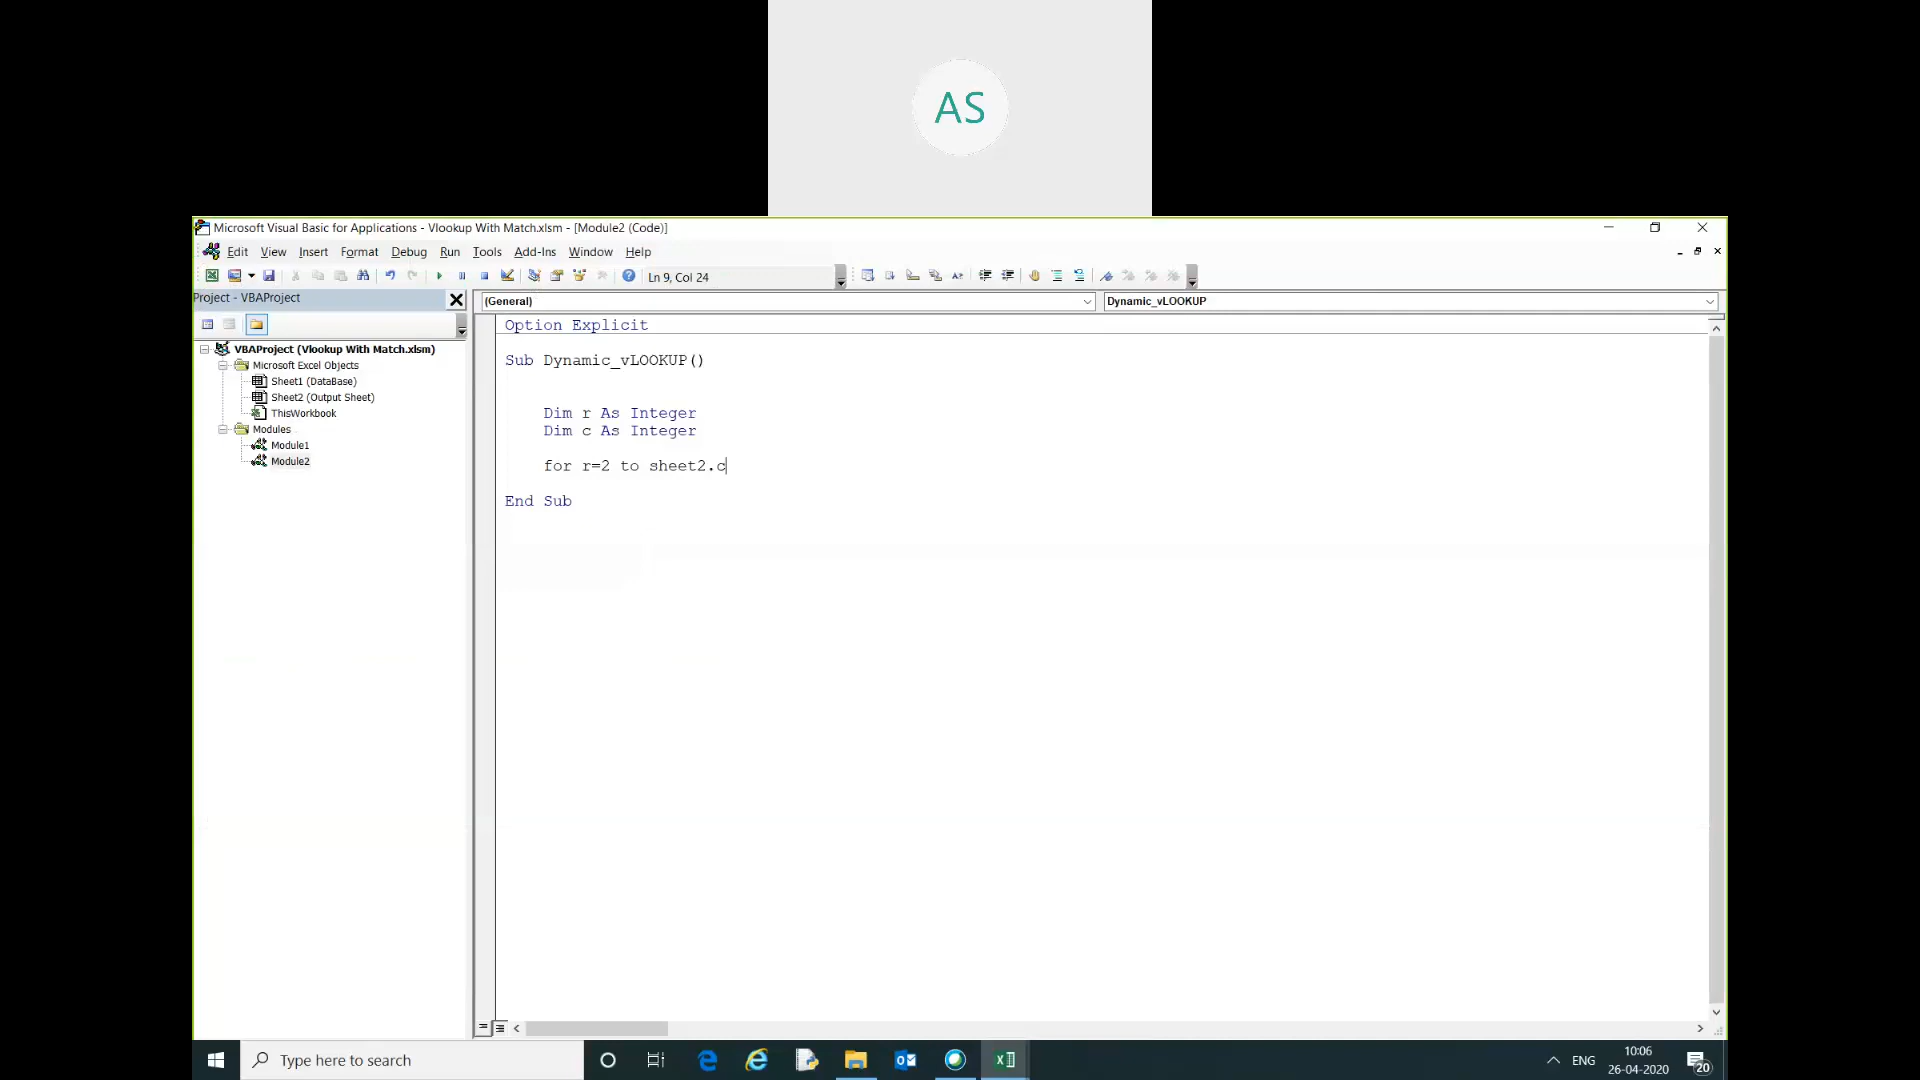 AS
Microsoft Visual Basic for Applications - Vlookup With Match.xlsm - [Module2 (Code)]
Edit View Insert Format Debug Run Tools Add-Ins Window Help
Ln 9, Col 24
Project - VBAProject
(General) Dynamic_vLOOKUP
VBAProject (Vlookup With Match.xlsm)
Microsoft Excel Objects
Sheet1 (DataBase)
Sheet2 (Output Sheet)
ThisWorkbook
Modules
Module1
Module2
Option Explicit
Sub Dynamic_vLOOKUP()
Dim r As Integer
Dim c As Integer
for r=2 to sheet2.c
End Sub
Type here to search
ENG
10:06
26-04-2020
20